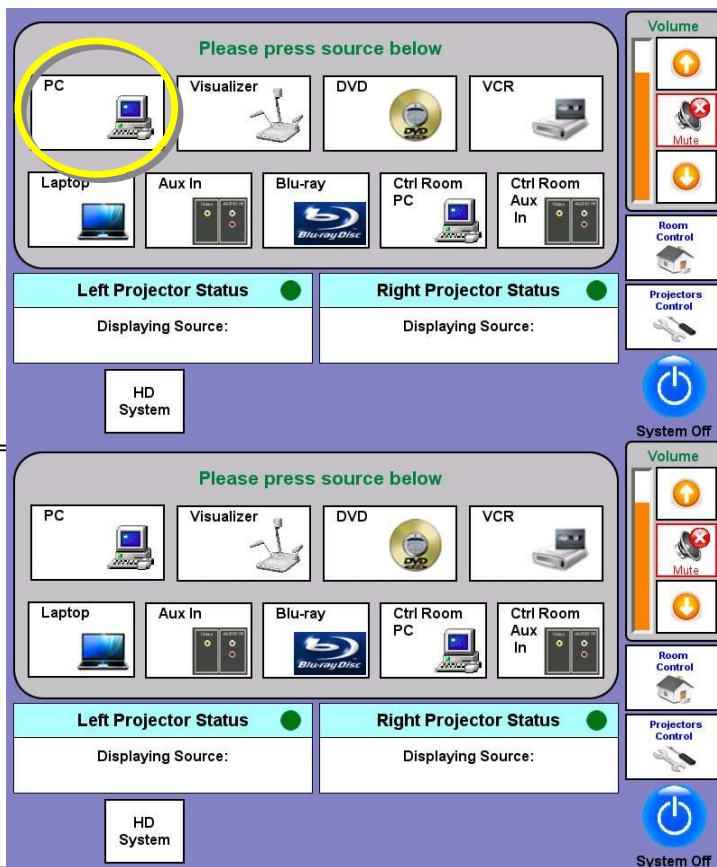 Volume
Please press source below
PC
Visualizer
DVD
VCR
DVD
Mute
Laptop
Aux In
Blu-ray
Ctrl Room
PC
Ctrl Room
Aux
In
Blu-ray Disc
Room
Control
Left Projector Status
Right Projector Status
Projectors
Control
Displaying Source:
Displaying Source:
HD
System
System Off
Volume
Please press source below
PC
Visualizer
DVD
VCR
DVD
Mute
Laptop
Aux In
Blu-ray
Ctrl Room
PC
Ctrl Room
Aux
In
Blu-ray Disc
Room
Control
Left Projector Status
Right Projector Status
Projectors
Control
Displaying Source:
Displaying Source:
HD
System
System Off